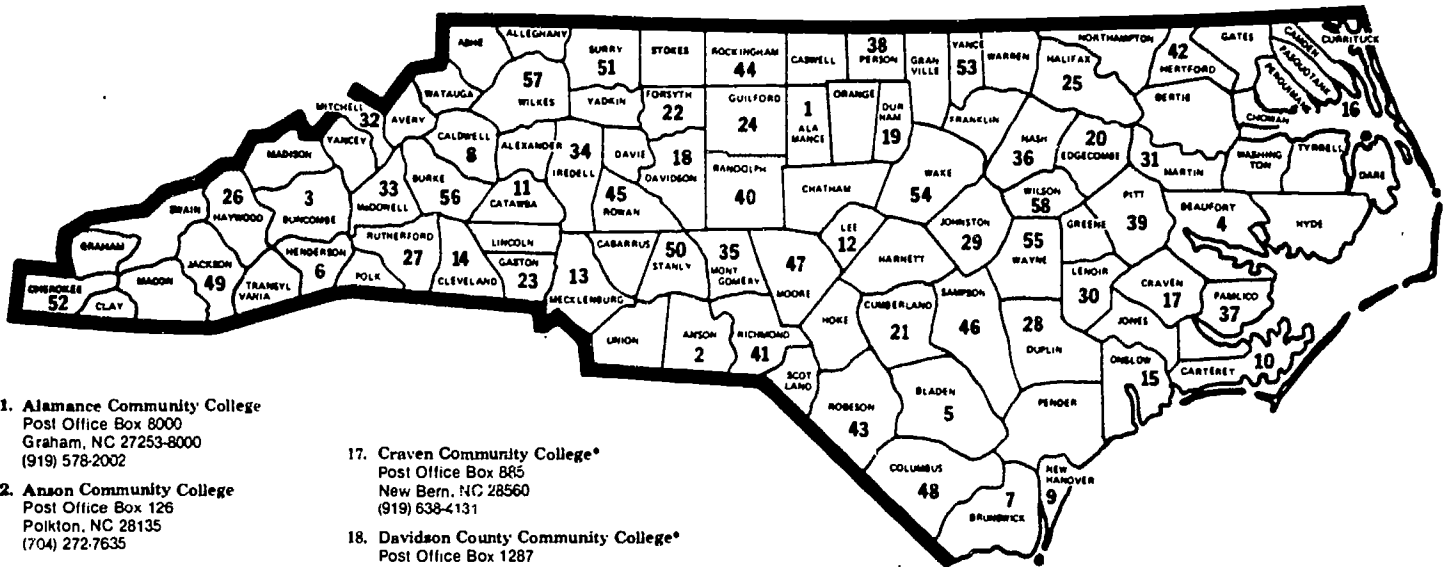 ASHE
ALLEGHANY
SURRY
51
STOKES
ROCKINGHAM
44
CASWELL
38
PERSON
GRAN
VILLE
VANCE
53
WARREN
NORTHAMPTON
HALIFAX
25
42
HERTFORD
GATES
CAMDEN
CURRITUCK
PASQUOTANK
PERQUIMANS
16
CHOWAN
BERTIE
MITCHELL
32
WATAUGA
AVERY
57
WILKES
YADKIN
FORSYTH
22
GUILFORD
24
1
ALA
MANCE
ORANGE
DUR
HAM
19
FRANKLIN
NASH
36
20
EDGECOMBE
31
MARTIN
WASHING
TON
TYRRELL
DARE
MADISON
YANCEY
CALDWELL
8
ALEXANDER
34
IREDELL
DAVIE
18
DAVIDSON
RANDOLPH
40
CHATHAM
WAKE
54
WILSON
58
PITT
39
BEAUFORT
4
HYDE
SWAIN
26
HAYWOOD
3
BUNCOMBE
33
McDOWELL
BURKE
56
11
CATAWBA
45
ROWAN
JOHNSTON
29
55
WAYNE
GREENE
GRAHAM
CHEROKEE
52
CLAY
MACON
JACKSON
49
TRANSYL
VANIA
HENDERSON
6
POLK
RUTHERFORD
27
14
CLEVELAND
LINCOLN
GASTON
23
13
MECKLENBURG
CABARRUS
50
STANLY
35
MONT
GOMERY
47
MOORE
LEE
12
HARNETT
LENOIR
30
CRAVEN
17
PAMLICO
37
JONES
UNION
ANSON
2
RICHMOND
41
SCOT
LAND
HOKE
CUMBERLAND
21
SAMPSON
46
28
DUPLIN
ONSLOW
15
CARTERET
10
ROBESON
43
BLADEN
5
PENDER
COLUMBUS
48
7
BRUNSWICK
NEW
HANOVER
9
1. Alamance Community College
Post Office Box 8000
Graham, NC 27253-8000
(919) 578-2002
2. Anson Community College
Post Office Box 126
Polkton, NC 28135
(704) 272-7635
17. Craven Community College*
Post Office Box 885
New Bern, NC 28560
(919) 638-4131
18. Davidson County Community College*
Post Office Box 1287